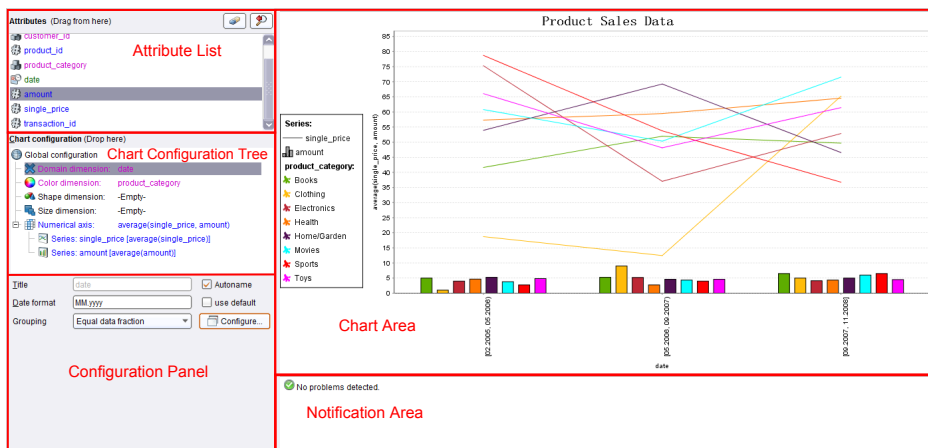 Attributes (Drag from here)
customer_id
product_id
product_category
date
amount
single_price
transaction_id
Attribute List
Chart configuration (Drop here)
Global configuration
Chart Configuration Tree
Domain dimension: date
Color dimension: product_category
Shape dimension: -Empty-
Size dimension: -Empty-
Numerical axis: average(single_price, amount)
Series: single_price [average(single_price)]
Series: amount [average(amount)]
Title date Autoname
Date format MM.yyyy use default
Grouping Equal data fraction Configure...
Configuration Panel
Product Sales Data
Series:
single_price
amount
product_category:
Books
Clothing
Electronics
Health
Home/Garden
Movies
Sports
Toys
average(single_price, amount)
85
80
75
70
65
60
55
50
45
40
35
30
25
20
15
10
5
0
[02.2005, 05.2006)
[05.2006, 09.2007)
[09.2007, 11.2008]
date
Chart Area
No problems detected.
Notification Area